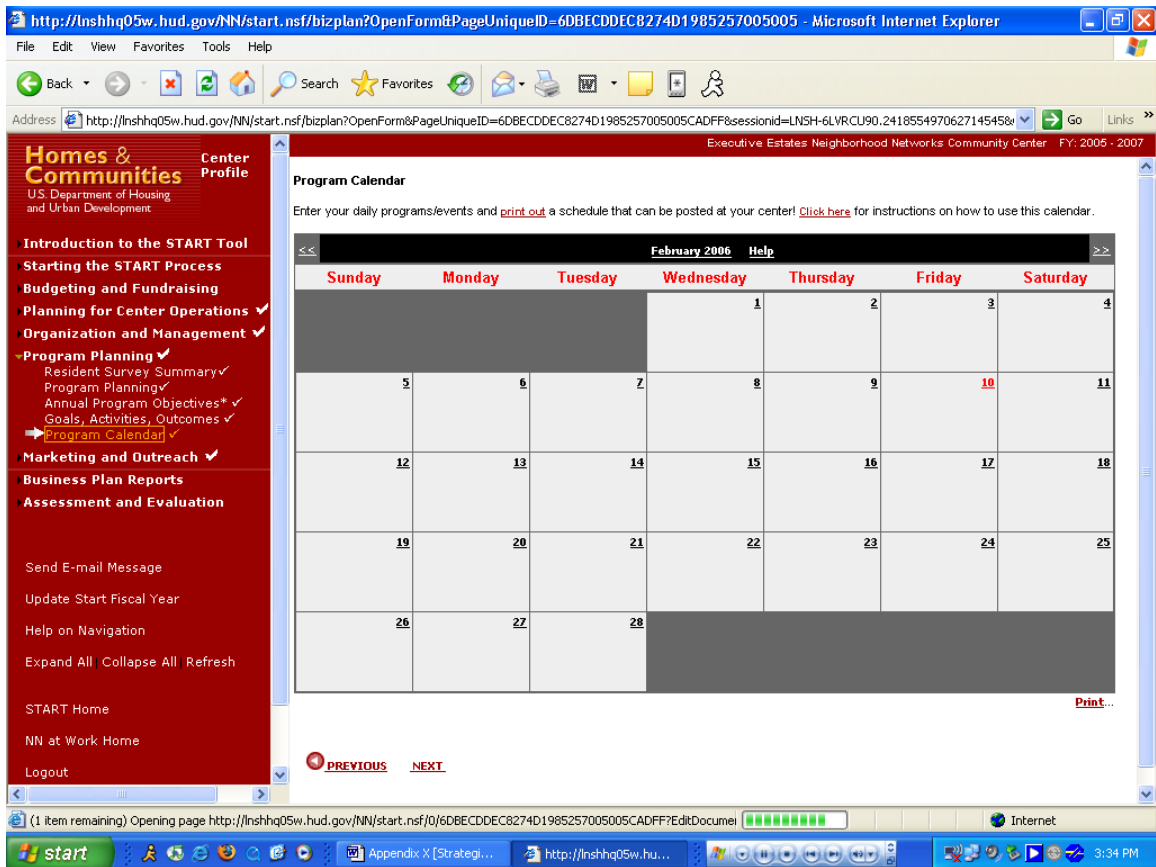 http://lnshhq05w.hud.gov/NN/start.nsf/bizplan?OpenForm&PageUniqueID=6DBECDDEC8274D1985257005005 - Microsoft Internet Explorer
File Edit View Favorites Tools Help
Back Search Favorites
Address http://lnshhq05w.hud.gov/NN/start.nsf/bizplan?OpenForm&PageUniqueID=6DBECDDEC8274D1985257005005CADFF&sessionid=LNSH-6LVRCU90.2418554970627145458& Go Links »
Executive Estates Neighborhood Networks Community Center FY: 2005 - 2007
Homes & Communities
Center Profile
U.S. Department of Housing and Urban Development
Introduction to the START Tool
Starting the START Process
Budgeting and Fundraising
Planning for Center Operations ✓
Organization and Management ✓
Program Planning ✓
Resident Survey Summary✓
Program Planning✓
Annual Program Objectives* ✓
Goals, Activities, Outcomes ✓
Program Calendar ✓
Marketing and Outreach ✓
Business Plan Reports
Assessment and Evaluation
Send E-mail Message
Update Start Fiscal Year
Help on Navigation
Expand All | Collapse All | Refresh
START Home
NN at Work Home
Logout
Program Calendar
Enter your daily programs/events and print out a schedule that can be posted at your center! Click here for instructions on how to use this calendar.
<< February 2006 Help >>
Sunday Monday Tuesday Wednesday Thursday Friday Saturday
1 2 3 4
5 6 7 8 9 10 11
12 13 14 15 16 17 18
19 20 21 22 23 24 25
26 27 28
Print...
PREVIOUS NEXT
(1 item remaining) Opening page http://lnshhq05w.hud.gov/NN/start.nsf/0/6DBECDDEC8274D1985257005005CADFF?EditDocumei Internet
start Appendix X [Strategi... http://lnshhq05w.hu... 3:34 PM